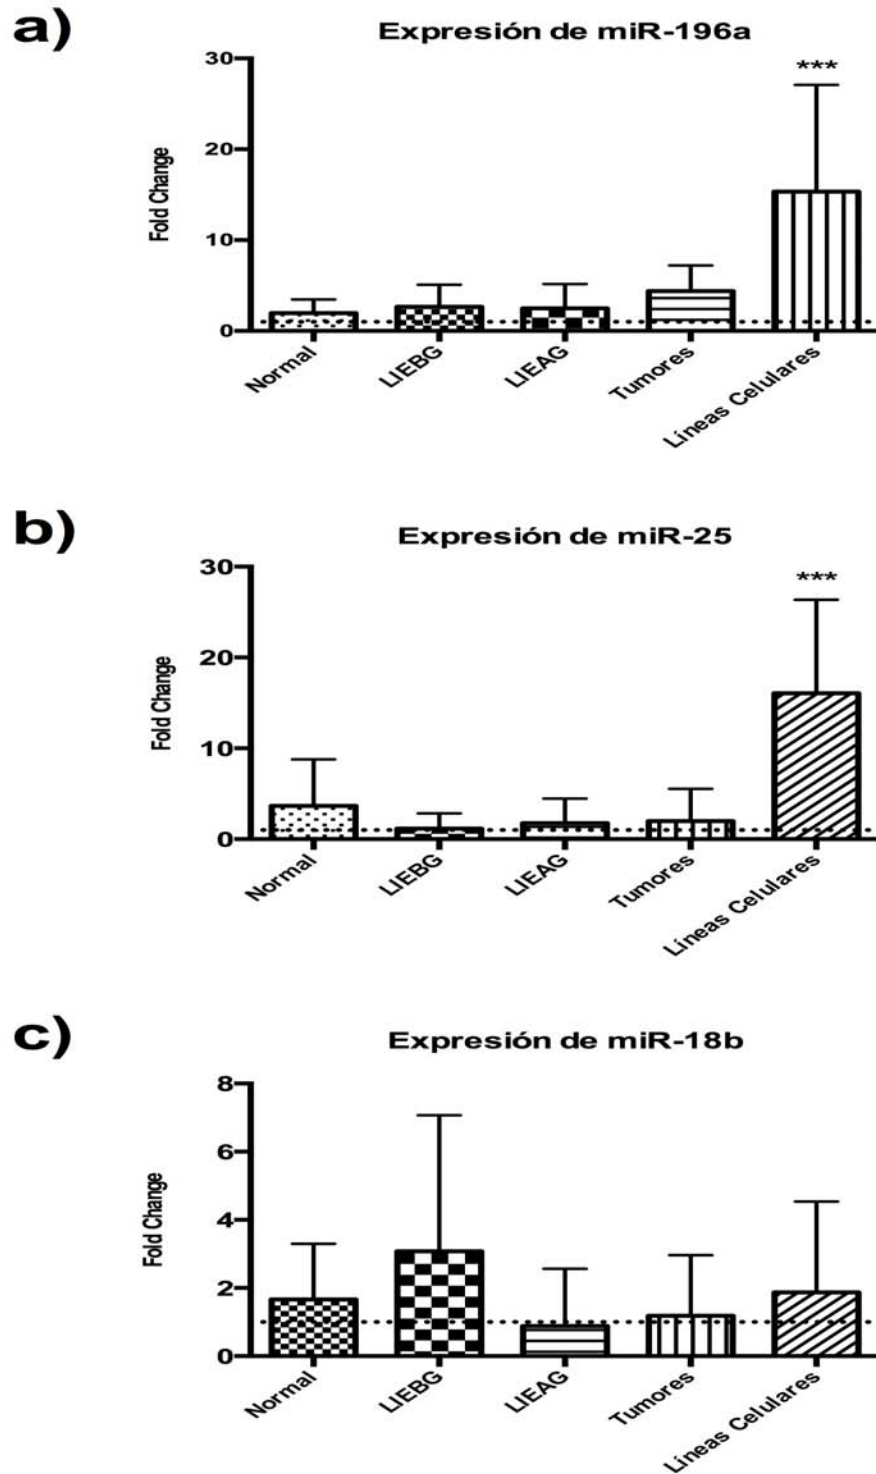 a)
Expresión de miR-196a
***
Fold Change
30
20
10
0
Normal
LIEBG
LIEAG
Tumores
Líneas Celulares
b)
Expresión de miR-25
***
Fold Change
30
20
10
0
Normal
LIEBG
LIEAG
Tumores
Líneas Celulares
c)
Expresión de miR-18b
Fold Change
8
6
4
2
0
Normal
LIEBG
LIEAG
Tumores
Líneas Celulares